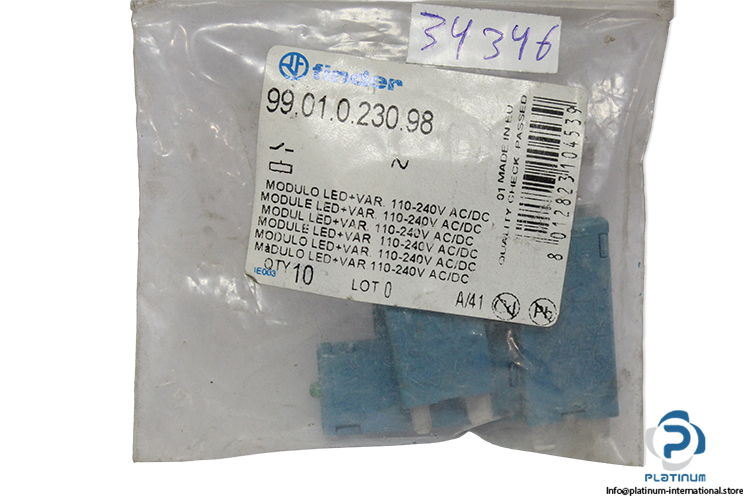 34346
finder
99.01.0.230.98
MODULO LED+VAR. 110-240V AC/DC
MODULE LED+VAR. 110-240V AC/DC
MODUL LED+VAR. 110-240V AC/DC
MODULE LED+VAR. 110-240V AC/DC
MODULO LED+VAR. 110-240V AC/DC
MODULO LED+VAR 110-240V AC/DC
QTY 10
IE003
LOT 0
A/41
Pb
01 MADE IN EU
QUALITY CHECK PASSED
8 012823 104539
PLATINUM
info@platinum-international.store